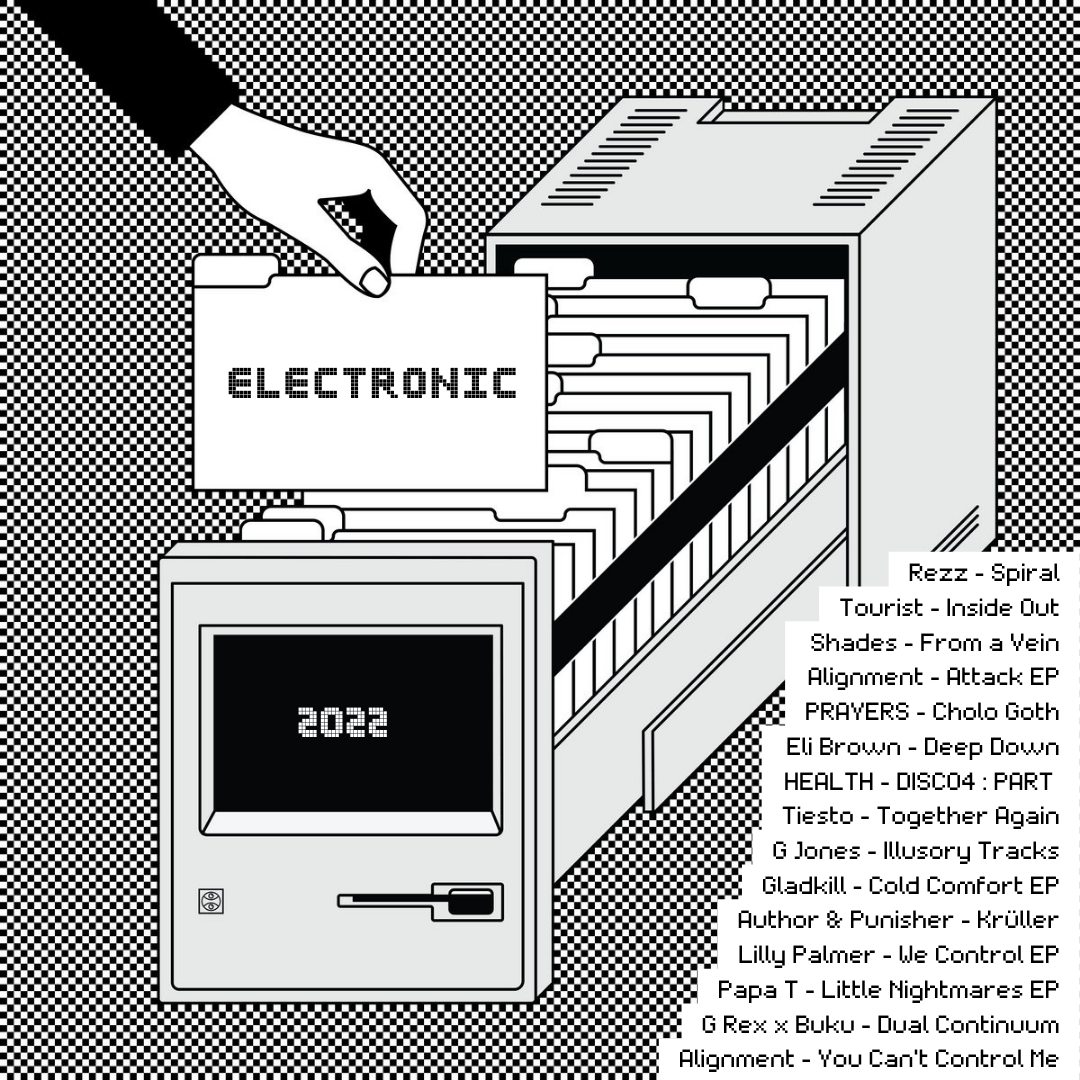 ELECTRONIC
2022
Rezz - Spiral
Tourist - Inside Out
Shades - From a Vein
Alignment - Attack EP
PRAYERS - Cholo Goth
Eli Brown - Deep Down
HEALTH - DISCO4 : PART
Tiesto - Together Again
G Jones - Illusory Tracks
Gladkill - Cold Comfort EP
Author & Punisher - Krüller
Lilly Palmer - We Control EP
Papa T - Little Nightmares EP
G Rex x Buku - Dual Continuum
Alignment - You Can't Control Me